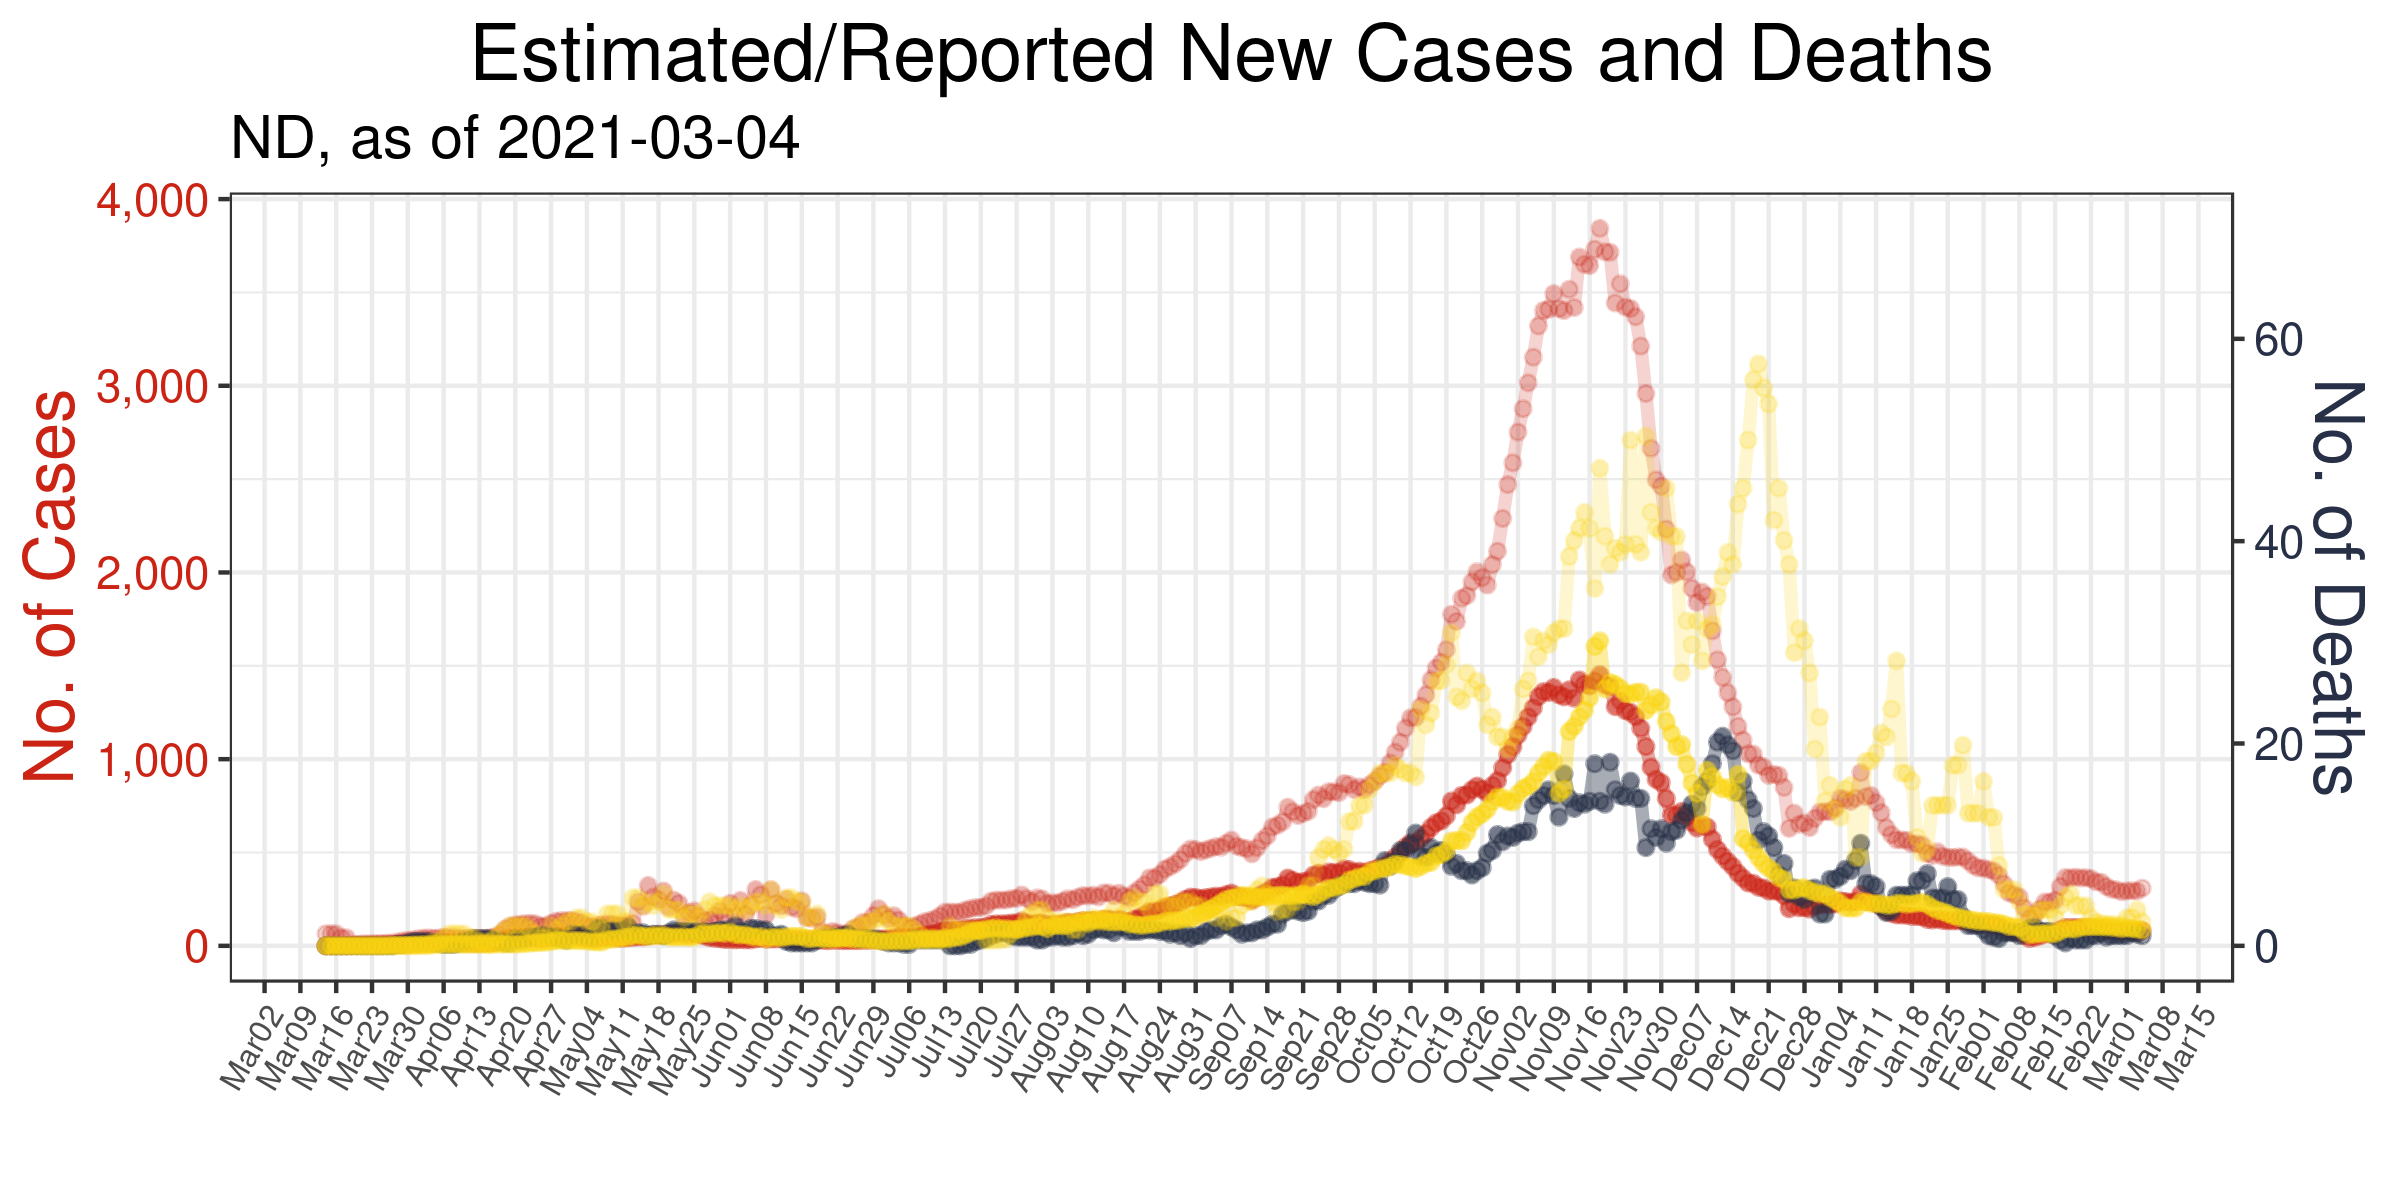 Estimated/Reported New Cases and Deaths
ND, as of 2021-03-04
No. of Cases
4,000
3,000
2,000
1,000
0
60
40
20
0
No. of Deaths
Mar02
Mar09
Mar16
Mar23
Mar30
Apr06
Apr13
Apr20
Apr27
May04
May11
May18
May25
Jun01
Jun08
Jun15
Jun22
Jun29
Jul06
Jul13
Jul20
Jul27
Aug03
Aug10
Aug17
Aug24
Aug31
Sep07
Sep14
Sep21
Sep28
Oct05
Oct12
Oct19
Oct26
Nov02
Nov09
Nov16
Nov23
Nov30
Dec07
Dec14
Dec21
Dec28
Jan04
Jan11
Jan18
Jan25
Feb01
Feb08
Feb15
Feb22
Mar01
Mar08
Mar15